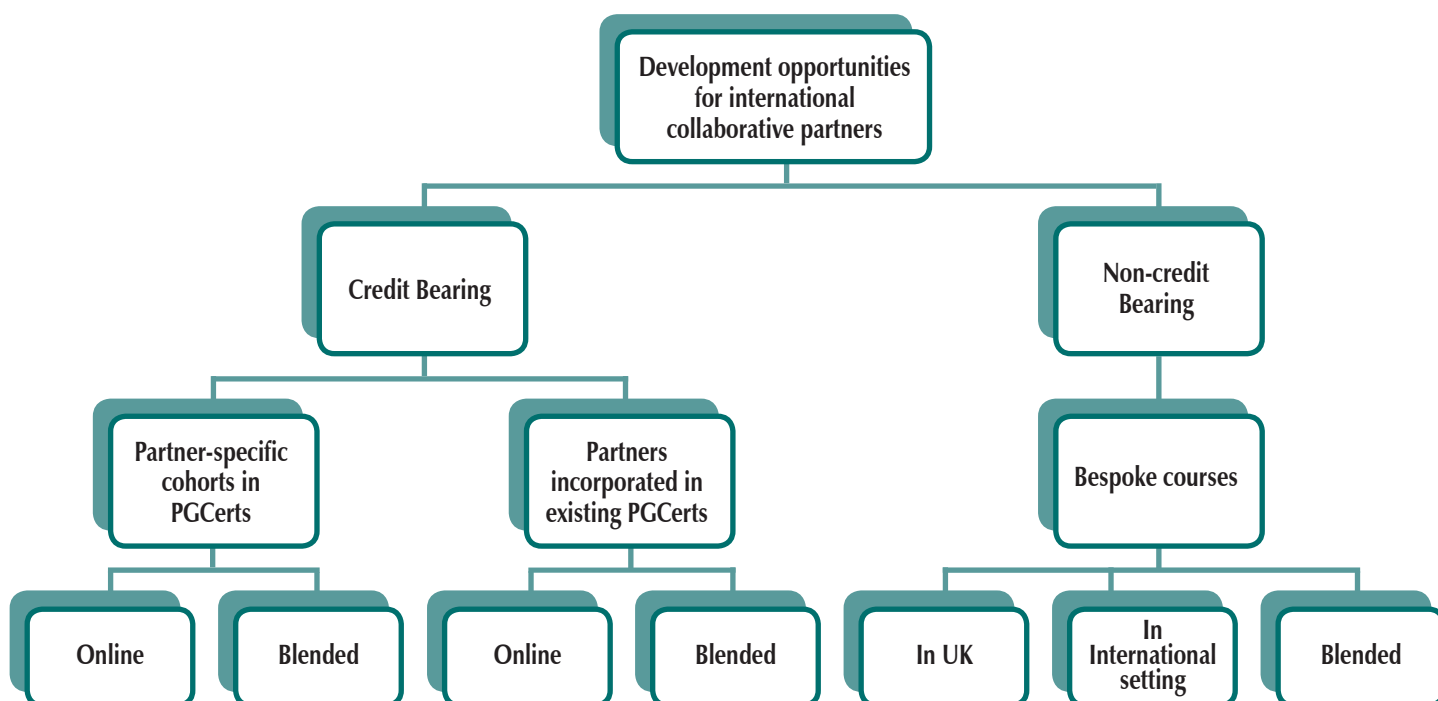 Development opportunities
for international
collaborative partners
Credit Bearing
Non-credit
Bearing
Partner-specific
cohorts in
PGCerts
Partners
incorporated in
existing PGCerts
Bespoke courses
Online
Blended
Online
Blended
In UK
In
International
setting
Blended